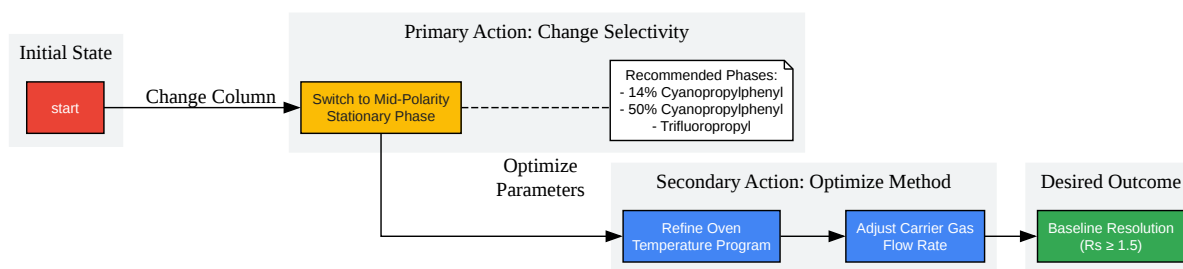 Initial State
start
Change Column
Primary Action: Change Selectivity
Switch to Mid-Polarity
Stationary Phase
Recommended Phases:
- 14% Cyanopropylphenyl
- 50% Cyanopropylphenyl
- Trifluoropropyl
Optimize
Parameters
Secondary Action: Optimize Method
Refine Oven
Temperature Program
Adjust Carrier Gas
Flow Rate
Desired Outcome
Baseline Resolution
(Rs ≥ 1.5)